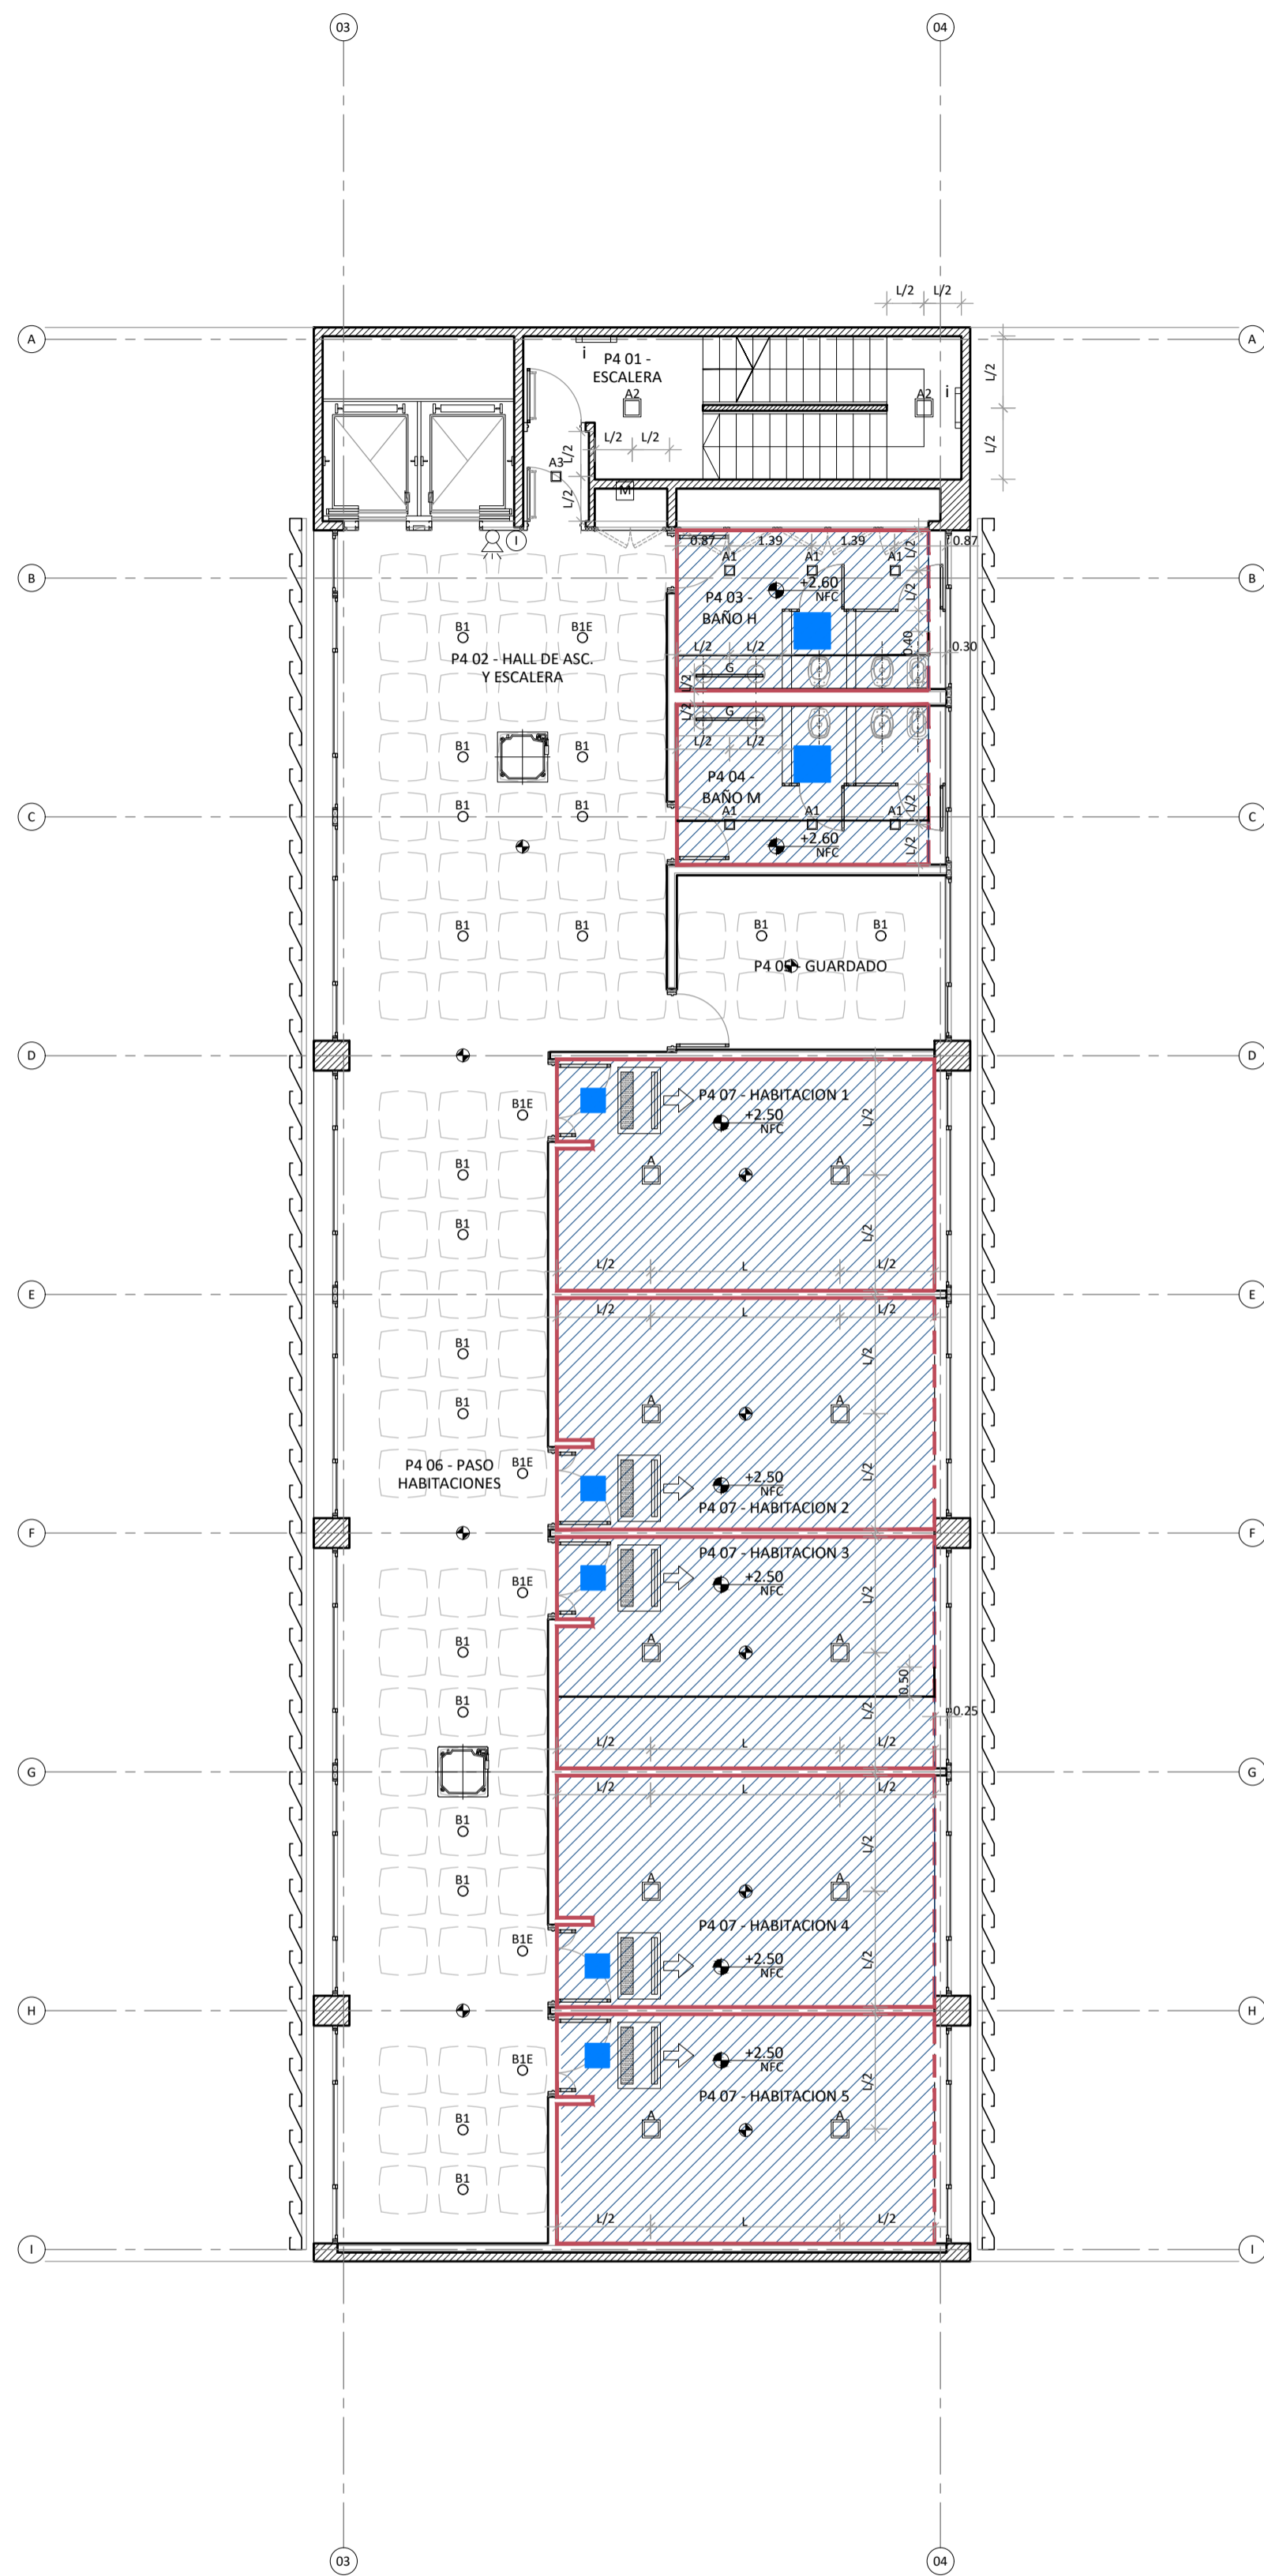 03
04
L/2
L/2
A
A
i
P4 01 -
ESCALERA
A2
i
A2
L/2
L/2
L/2
L/2
L/2
A3
L/2
M
I
0.87
1.39
1.39
L/2
0.87
A1
A1
A1
B
B
+2.60
NFC
P4 03 -
BAÑO H
B1
B1E
P4 02 - HALL DE ASC.
Y ESCALERA
L/2
L/2
0.40
0.30
G
L/2
L/2
G
L/2
L/2
B1
B1
P4 04 -
BAÑO M
B1
B1
A1
A1
A1
L/2
C
C
+2.60
NFC
L/2
B1
B1
B1
B1
P4 05 - GUARDADO
D
D
B1E
P4 07 - HABITACION 1
+2.50
NFC
L/2
B1
A
A
B1
L/2
L/2
L
L/2
E
E
L/2
L
L/2
B1
L/2
B1
A
A
P4 06 - PASO
HABITACIONES
B1E
+2.50
NFC
L/2
P4 07 - HABITACION 2
F
F
P4 07 - HABITACION 3
B1E
+2.50
NFC
L/2
B1
A
A
0.50
B1
L/2
0.25
L/2
L
L/2
G
G
L/2
L
L/2
B1
L/2
B1
A
A
P4 07 - HABITACION 4
B1E
+2.50
NFC
L/2
H
H
B1E
+2.50
NFC
L/2
P4 07 - HABITACION 5
B1
A
A
B1
L/2
L
L/2
I
I
03
04